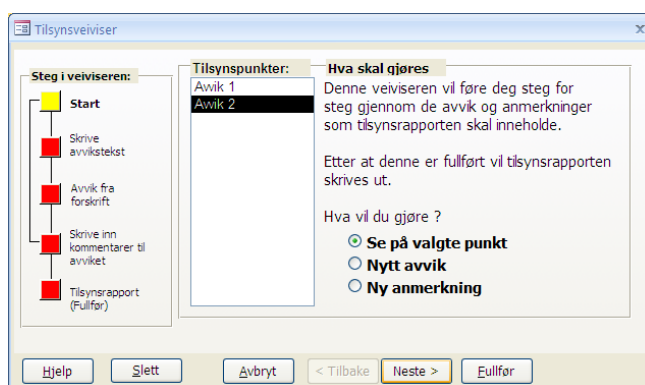 Tilsynsveiviser
x
Steg i veiviseren:
Start
Skrive
avvikstekst
Avvik fra
forskrift
Skrive inn
kommentarer til
avviket
Tilsynsrapport
(Fullfør)
Tilsynspunkter:
Avvik 1
Avvik 2
Hva skal gjøres
Denne veiviseren vil føre deg steg for
steg gjennom de avvik og anmerkninger
som tilsynsrapporten skal inneholde.
Etter at denne er fullført vil tilsynsrapporten
skrives ut.
Hva vil du gjøre ?
Se på valgte punkt
Nytt avvik
Ny anmerkning
Hjelp
Slett
Avbryt
< Tilbake
Neste >
Fullfør